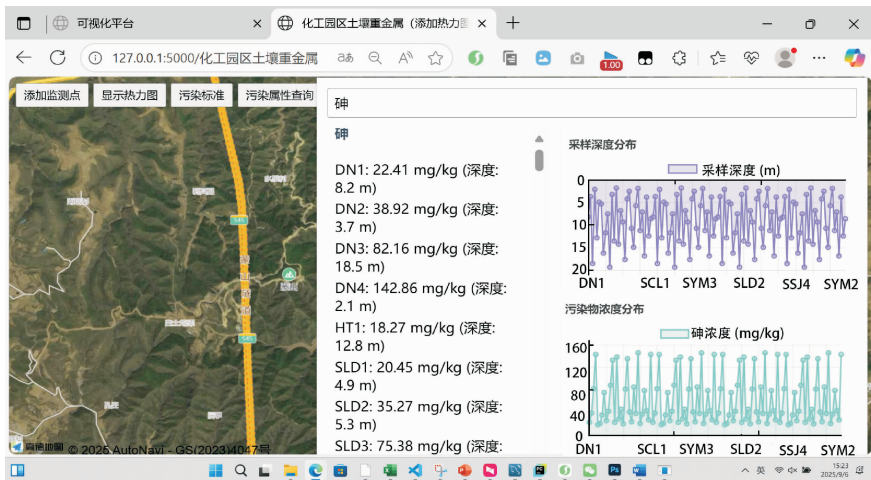 可视化平台
化工园区土壤重金属（添加热力图
127.0.0.1:5000/化工园区土壤重金属
1.00
添加监测点 显示热力图 污染标准 污染属性查询
砷
砷
DN1: 22.41 mg/kg (深度:
8.2 m)
DN2: 38.92 mg/kg (深度:
3.7 m)
DN3: 82.16 mg/kg (深度:
18.5 m)
DN4: 142.86 mg/kg (深度:
2.1 m)
HT1: 18.27 mg/kg (深度:
12.8 m)
SLD1: 20.45 mg/kg (深度:
4.9 m)
SLD2: 35.27 mg/kg (深度:
5.3 m)
SLD3: 75.38 mg/kg (深度:
采样深度分布
采样深度 (m)
0
5
10
15
20
DN1 SCL1 SYM3 SLD2 SSJ4 SYM2
污染物浓度分布
砷浓度 (mg/kg)
160
120
80
40
0
DN1 SCL1 SYM3 SLD2 SSJ4 SYM2
S45
S45
高德地图 © 2025 AutoNavi - GS(2023)4047号
英
15:23
2025/9/6